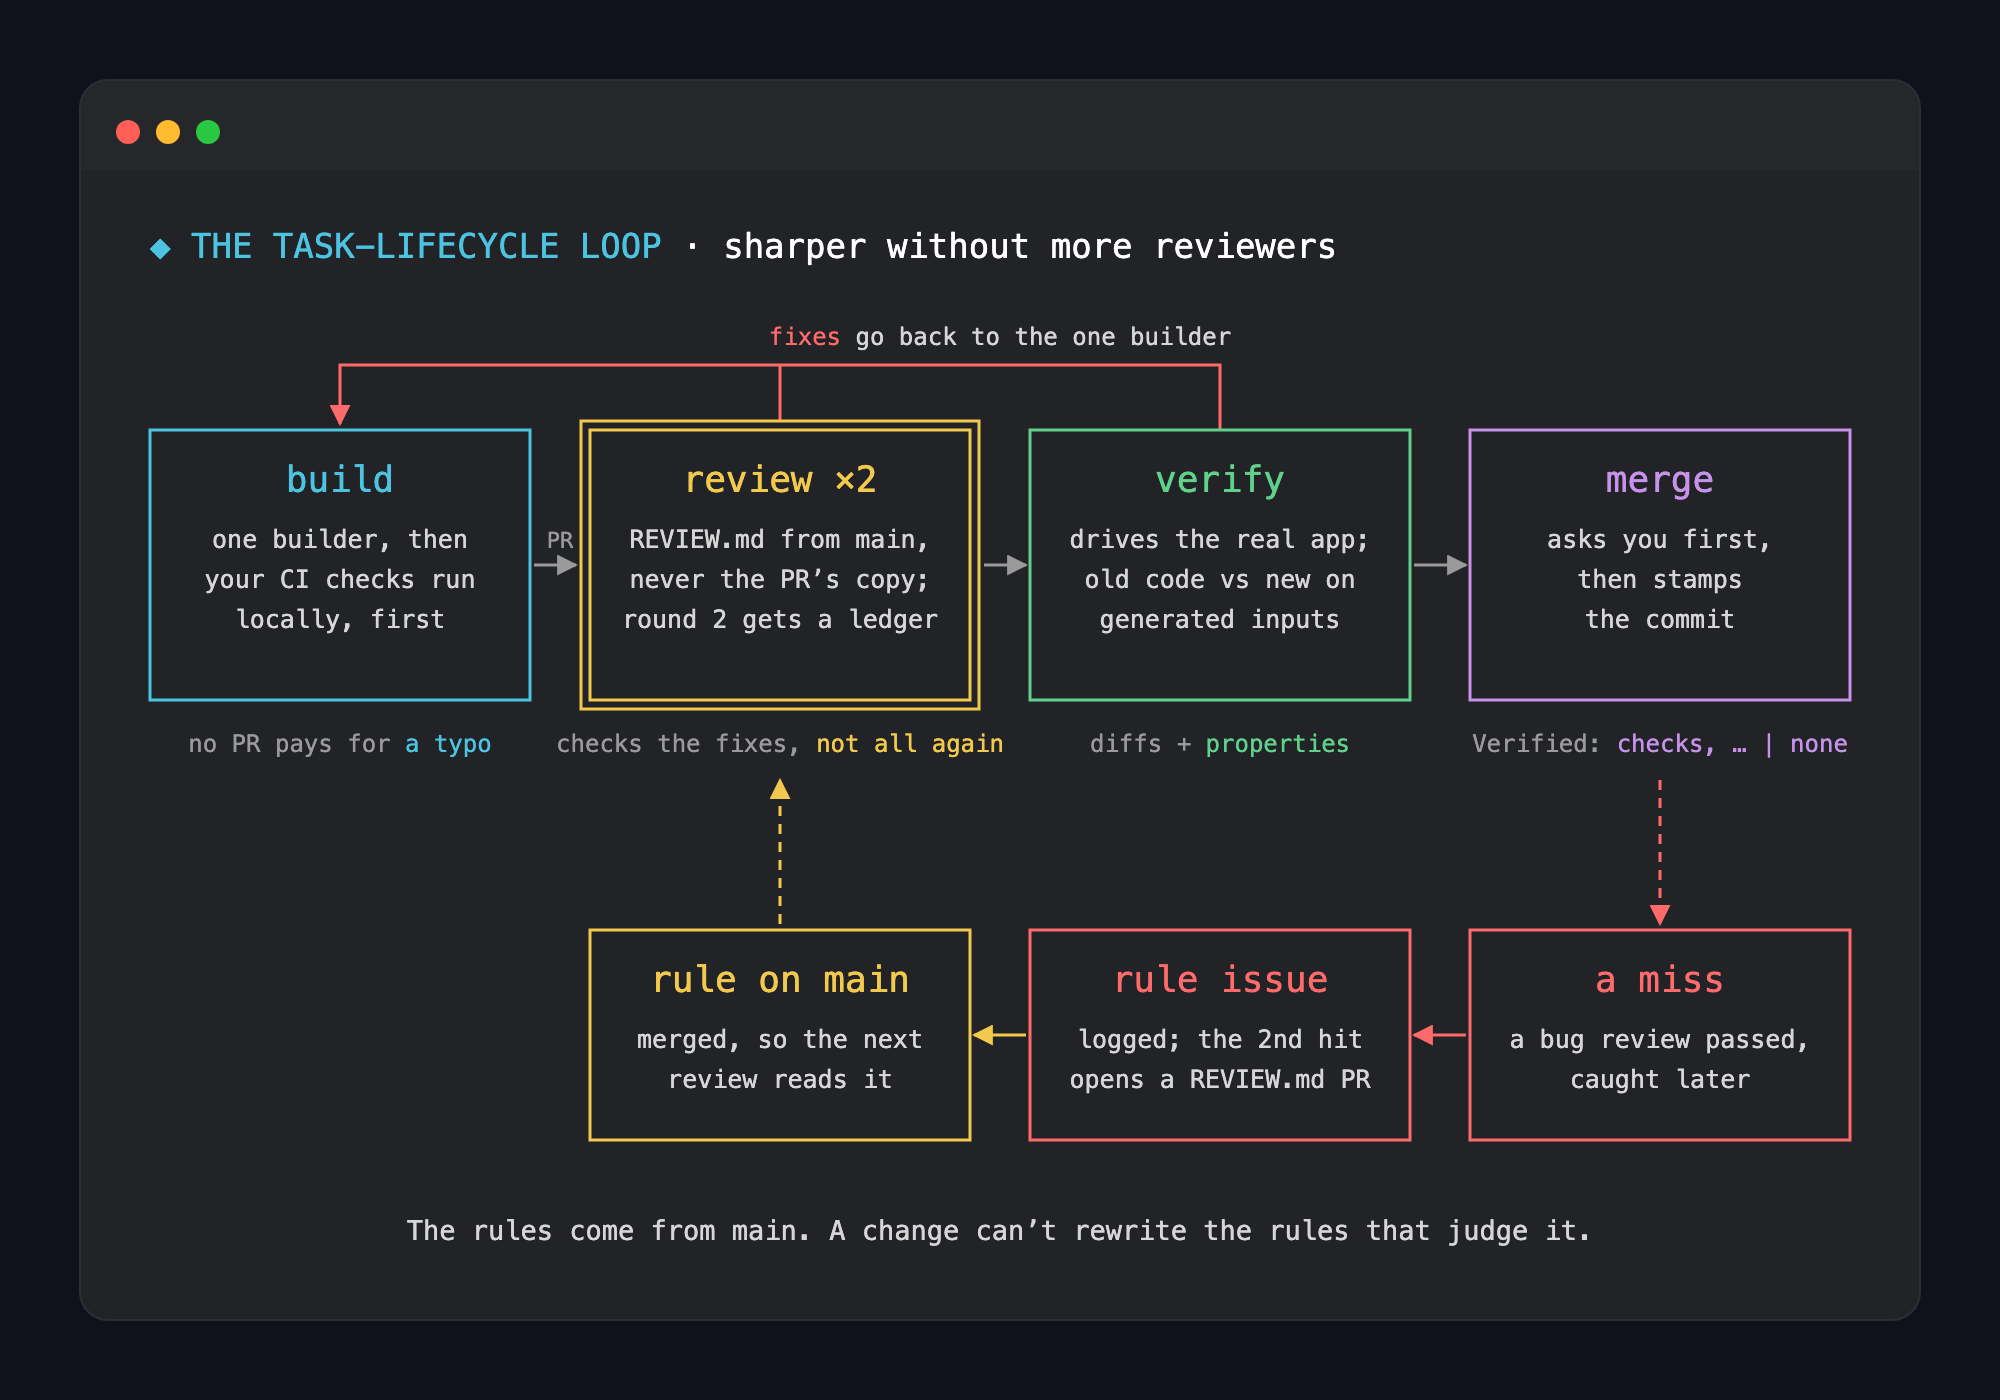 ◆ THE TASK–LIFECYCLE LOOP · sharper without more reviewers
fixes go back to the one builder
build
one builder, then
your CI checks run
locally, first
no PR pays for a typo
PR
review ×2
REVIEW.md from main,
never the PR’s copy;
round 2 gets a ledger
checks the fixes, not all again
verify
drives the real app;
old code vs new on
generated inputs
diffs + properties
merge
asks you first,
then stamps
the commit
Verified: checks, … | none
rule on main
merged, so the next
review reads it
rule issue
logged; the 2nd hit
opens a REVIEW.md PR
a miss
a bug review passed,
caught later
The rules come from main. A change can’t rewrite the rules that judge it.